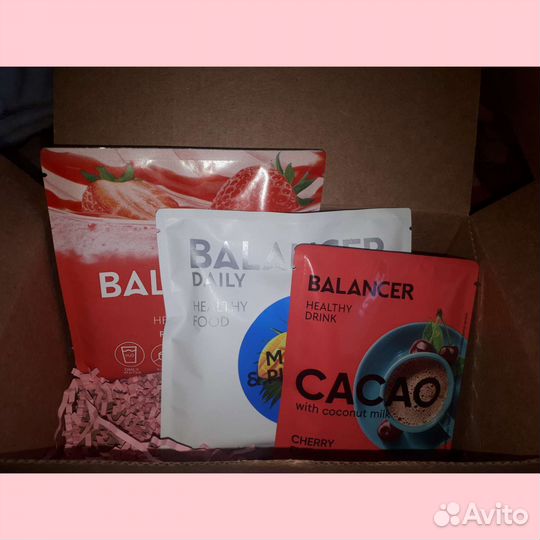 BAL
BALANCER
DAILY
HEALTHY
FOOD
M
& P
BALANCER
HEALTHY
DRINK
CACAO
with coconut milk
CHERRY
Avito